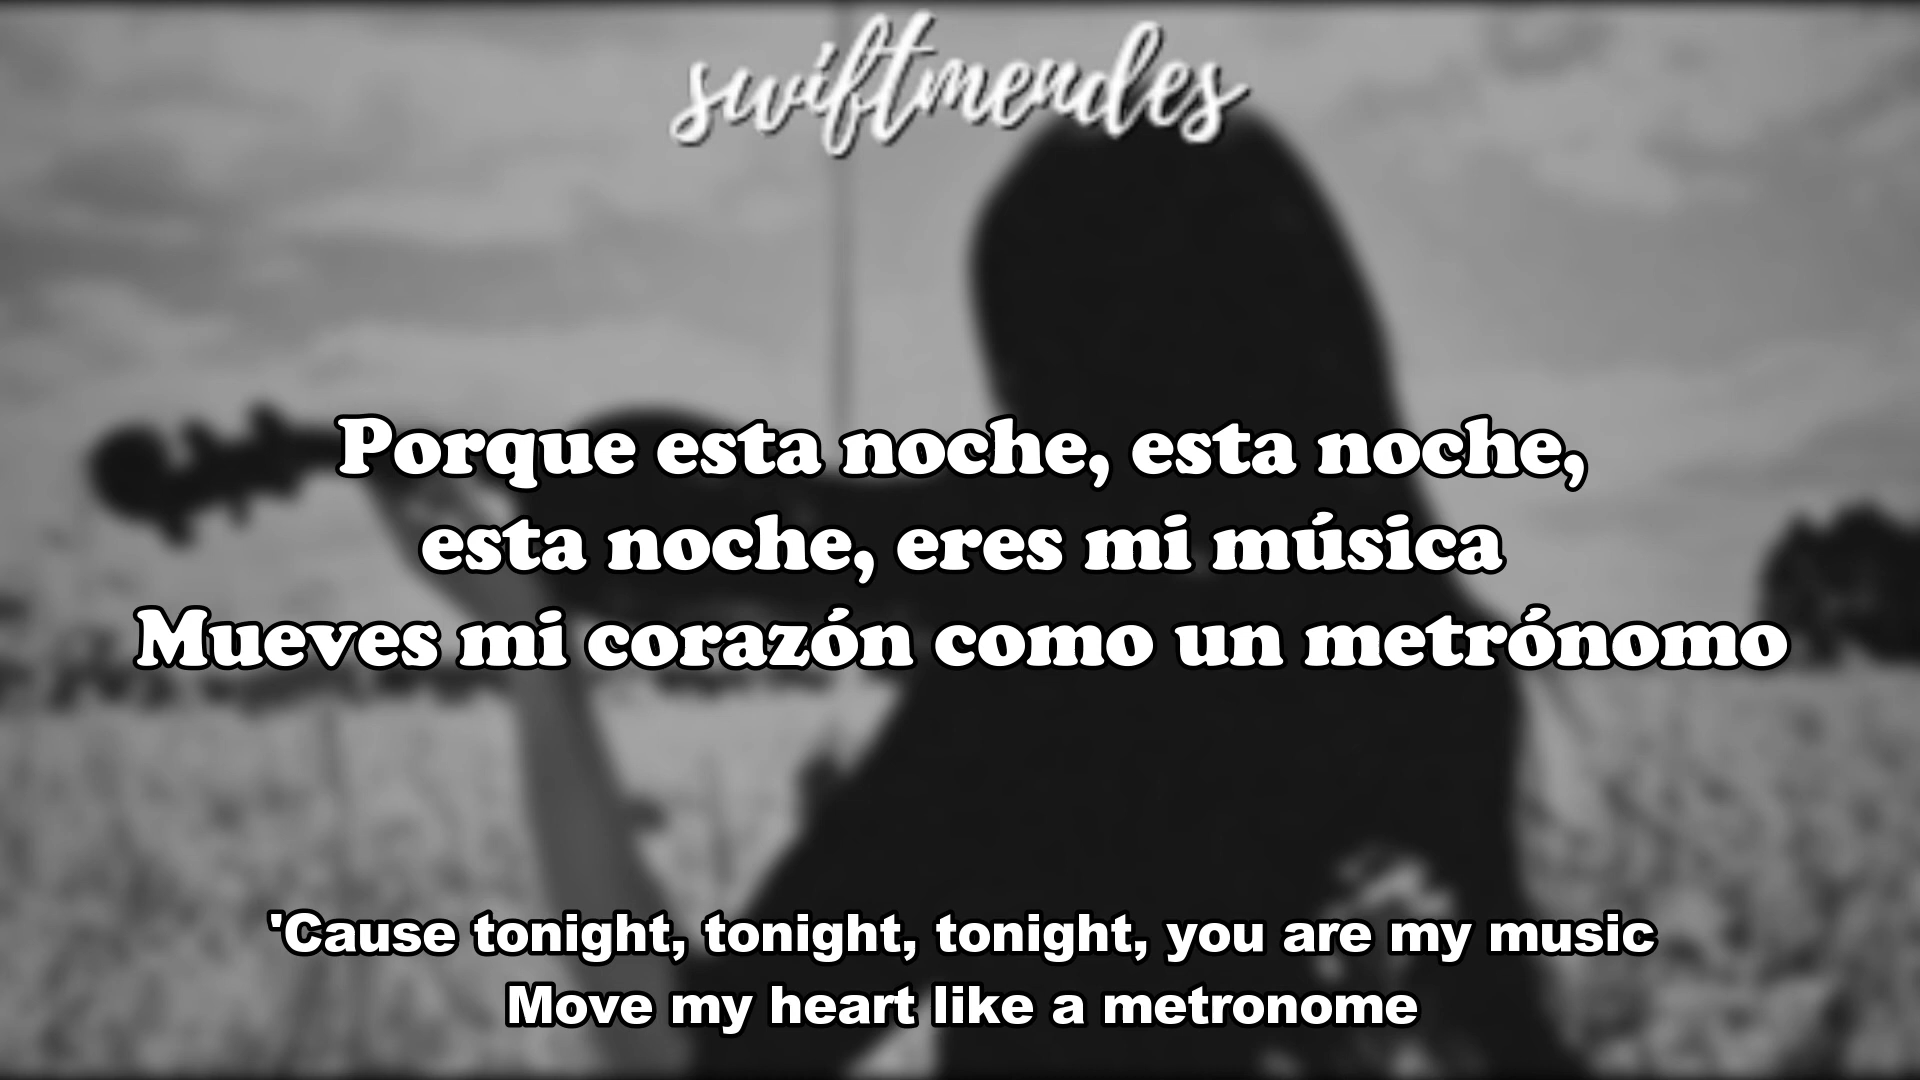 swiftmendes
Porque esta noche, esta noche,
esta noche, eres mi música
Mueves mi corazón como un metrónomo
'Cause tonight, tonight, tonight, you are my music
Move my heart like a metronome